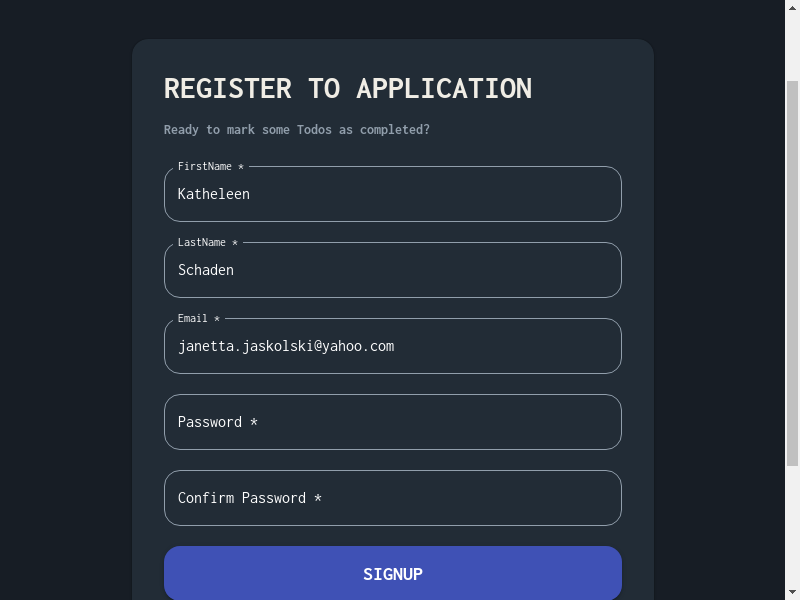 REGISTER TO APPLICATION
Ready to mark some Todos as completed?
FirstName *
Katheleen
LastName *
Schaden
Email *
janetta.jaskolski@yahoo.com
Password *
Confirm Password *
SIGNUP